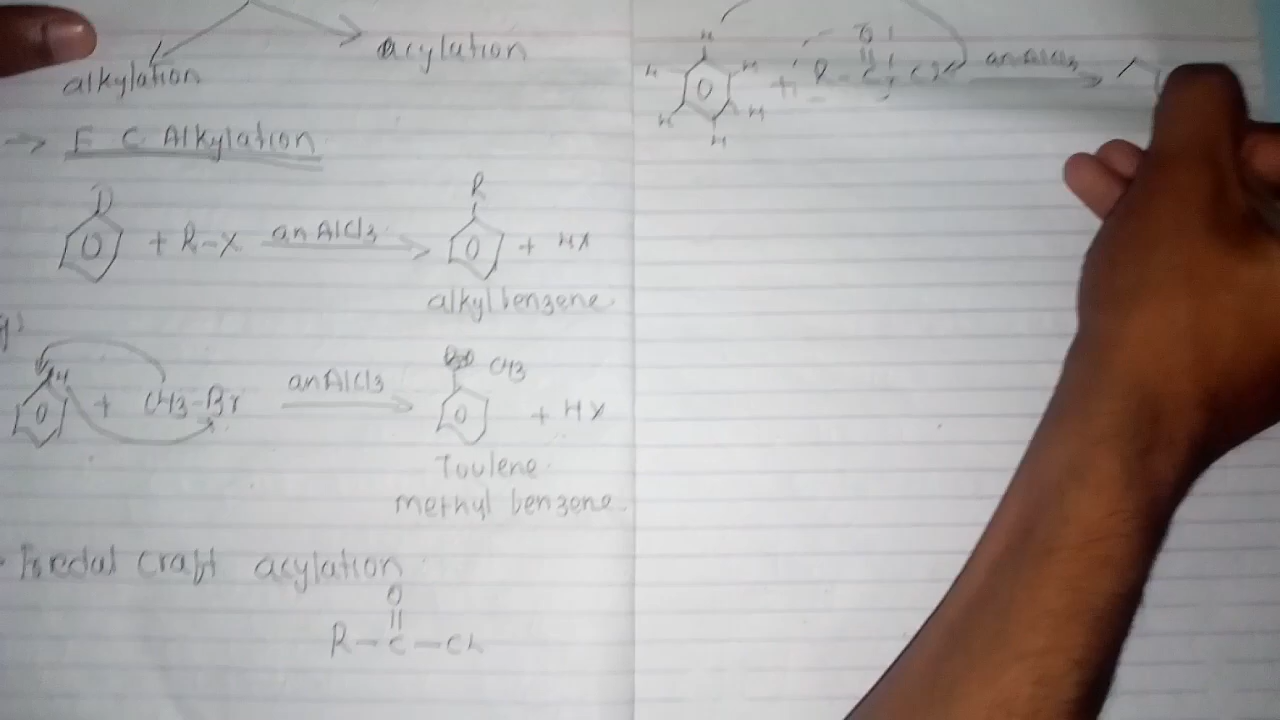 alkylation
acylation
→ F C Alkylation
+ R-X an AlCl3 → R + HX
alkyl benzene
H + CH3-Br an AlCl3 → CH3 + HX
Toulene
methyl benzene
craft acylation
O
R-C-Cl
H
H H
+ R-C an AlCl3 →
H H
H